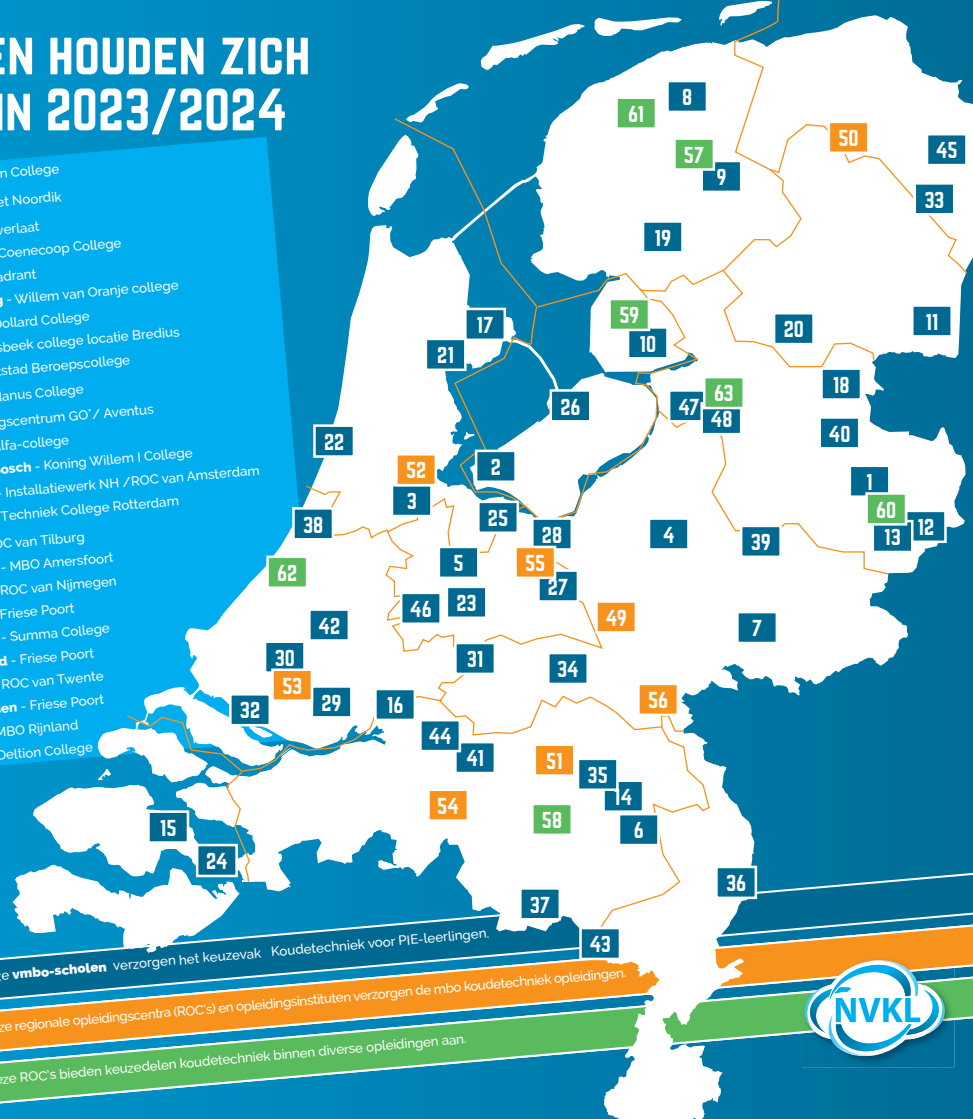 EN HOUDEN ZICH
IN 2023/2024
m College
et Noordik
verlaat
Coenecoop College
adrant
g - Willem van Oranje college
Dollard College
sbeek college locatie Bredius
tstad Beroepscollege
danus College
gscentrum GO°/ Aventus
lfa-college
osch - Koning Willem I College
- Installatiewerk NH /ROC van Amsterdam
Techniek College Rotterdam
OC van Tilburg
- MBO Amersfoort
ROC van Nijmegen
Friese Poort
- Summa College
d - Friese Poort
ROC van Twente
sen - Friese Poort
MBO Rijnland
Deltion College
8
61
50
45
57
9
33
19
59
17
10
20
11
21
18
63
47
48
26
40
22
52
2
1
3
60
25
38
12
28
4
13
39
5
55
62
27
46
23
49
42
7
30
31
34
53
29
56
32
16
44
41
51
35
14
54
58
15
6
24
36
37
43
ze vmbo-scholen verzorgen het keuzevak Koudetechniek voor PIE-leerlingen.
ze regionale opleidingscentra (ROC's) en opleidingsinstituten verzorgen de mbo koudetechniek opleidingen.
eze ROC's bieden keuzedelen koudetechniek binnen diverse opleidingen aan.
NVKL